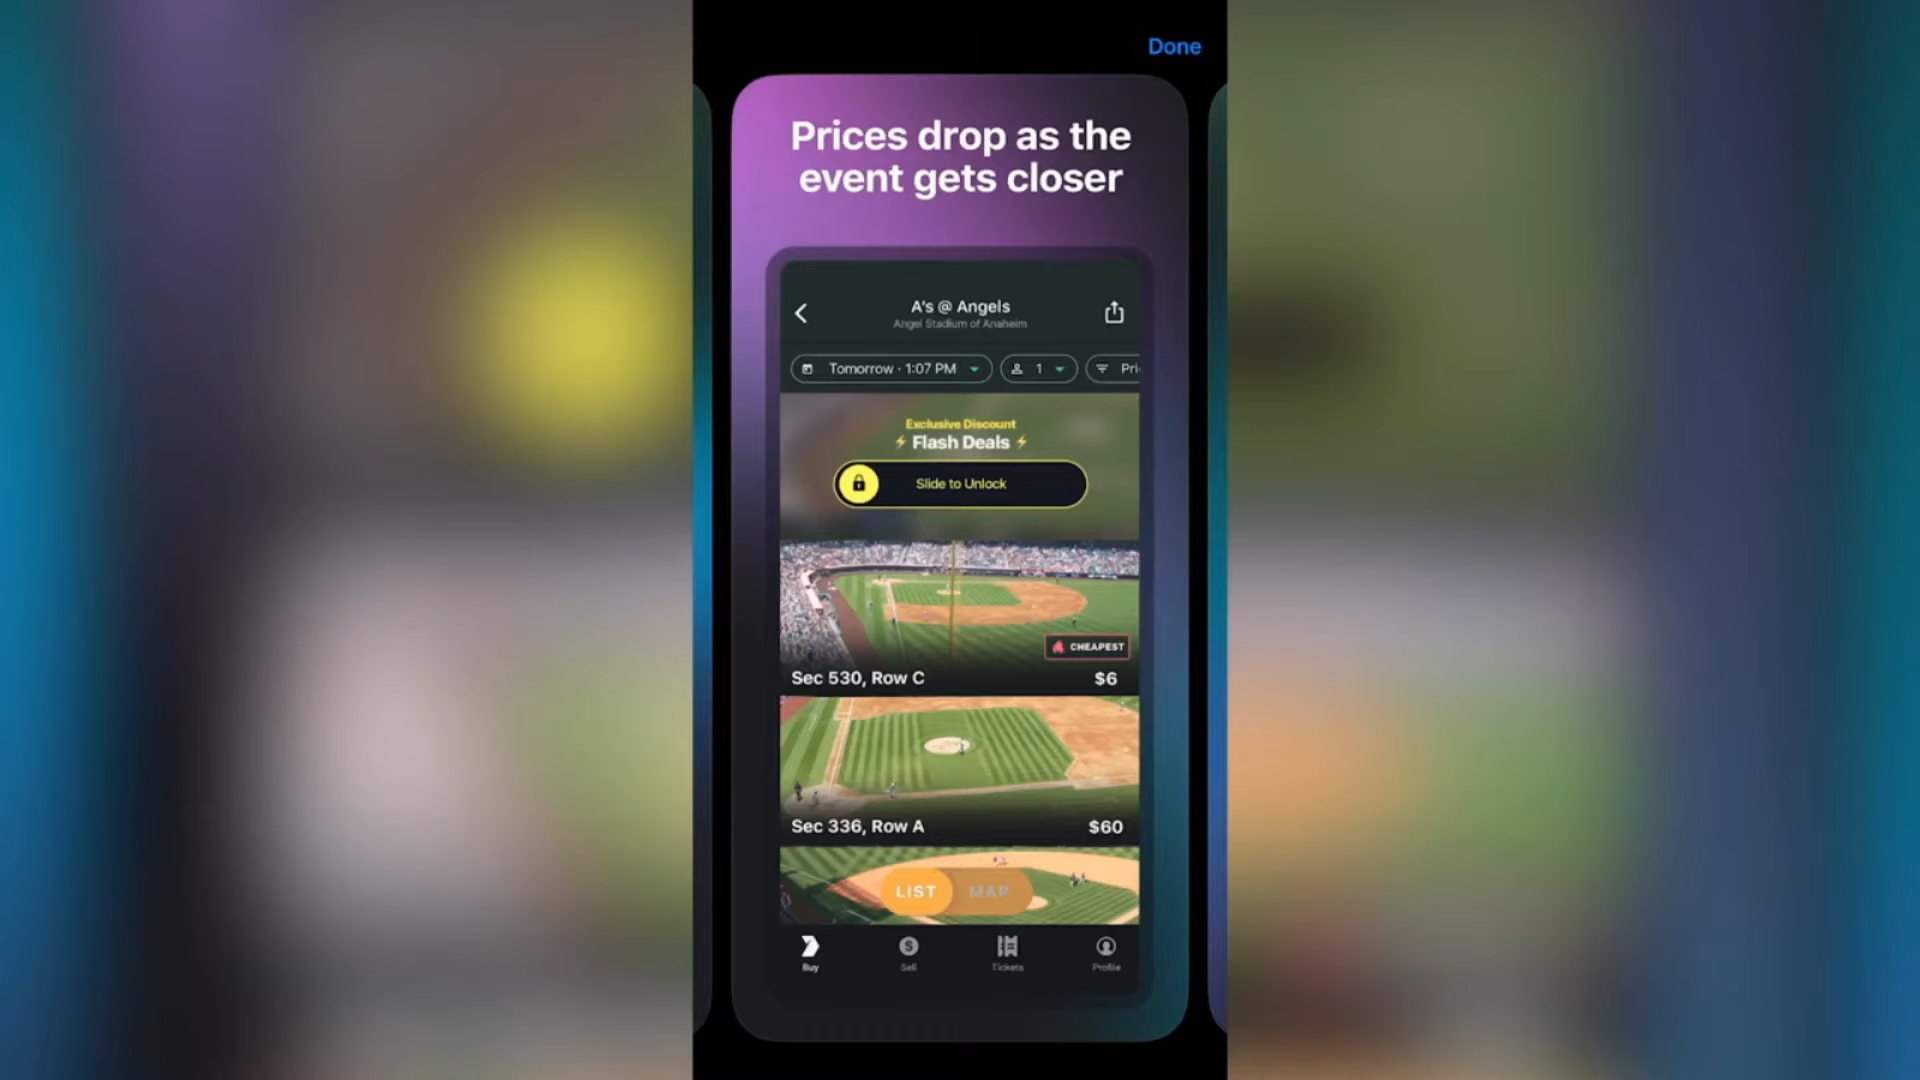 Done
Prices drop as the
event gets closer
A's @ Angels
Angel Stadium of Anaheim
Tomorrow · 1:07 PM
1
Pri
Exclusive Discount
⚡ Flash Deals ⚡
Slide to Unlock
CHEAPEST
Sec 530, Row C
$6
Sec 336, Row A
$60
LIST
MAP
Buy
Sell
Tickets
Profile